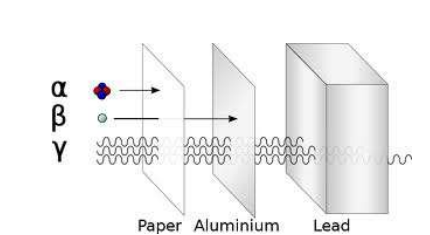 α
β
γ
Paper Aluminium Lead